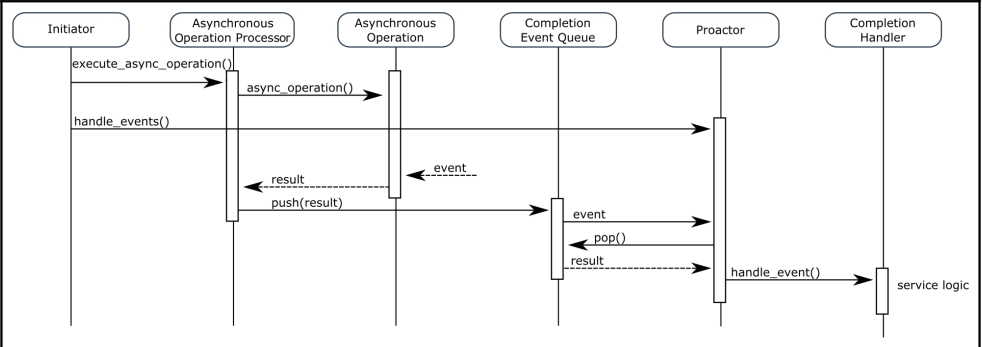 Initiator
Asynchronous
Operation Processor
Asynchronous
Operation
Completion
Event Queue
Proactor
Completion
Handler
execute_async_operation()
async_operation()
handle_events()
event
result
push(result)
event
pop()
result
handle_event()
service logic